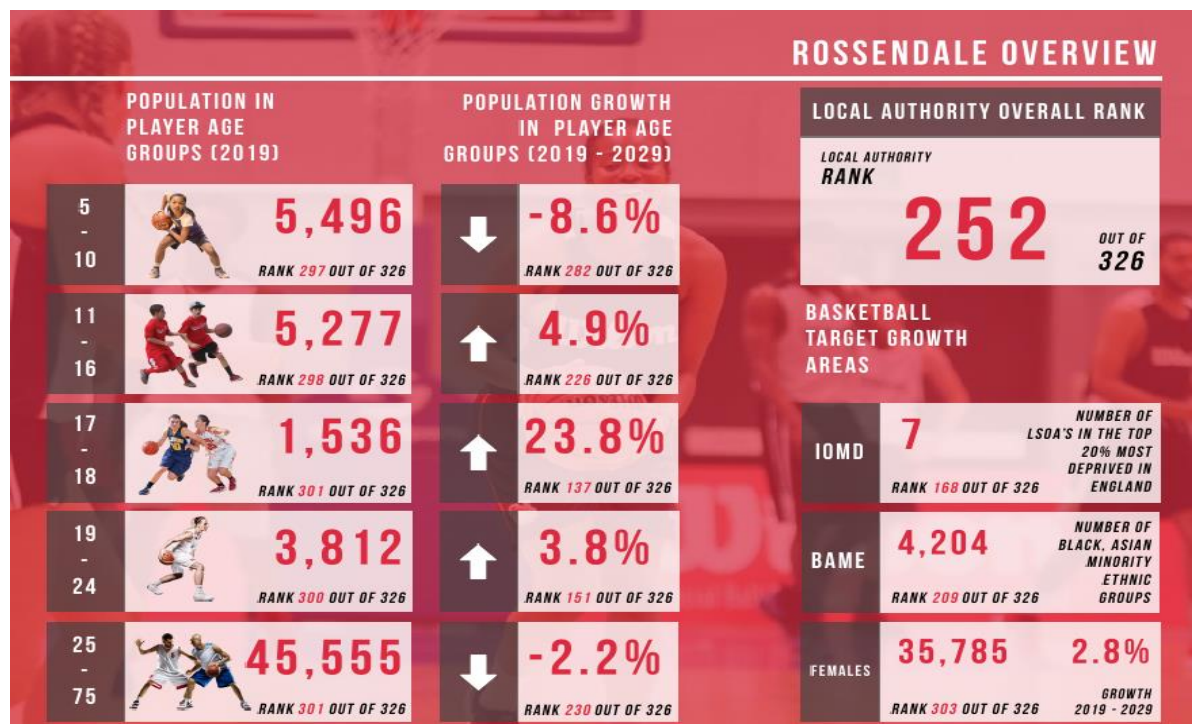 ROSSENDALE OVERVIEW
POPULATION IN
PLAYER AGE
GROUPS (2019)
5
-
10
5,496
RANK 297 OUT OF 326
11
-
16
5,277
RANK 298 OUT OF 326
17
-
18
1,536
RANK 301 OUT OF 326
19
-
24
3,812
RANK 300 OUT OF 326
25
-
75
45,555
RANK 301 OUT OF 326
POPULATION GROWTH
IN PLAYER AGE
GROUPS (2019 - 2029)
-8.6%
RANK 282 OUT OF 326
4.9%
RANK 226 OUT OF 326
23.8%
RANK 137 OUT OF 326
3.8%
RANK 151 OUT OF 326
-2.2%
RANK 230 OUT OF 326
LOCAL AUTHORITY OVERALL RANK
LOCAL AUTHORITY
RANK
252
OUT OF
326
BASKETBALL
TARGET GROWTH
AREAS
IOMD
7
RANK 168 OUT OF 326
NUMBER OF
LSOA'S IN THE TOP
20% MOST
DEPRIVED IN
ENGLAND
BAME
4,204
RANK 209 OUT OF 326
NUMBER OF
BLACK, ASIAN
MINORITY
ETHNIC
GROUPS
FEMALES
35,785
RANK 303 OUT OF 326
2.8%
GROWTH
2019 - 2029